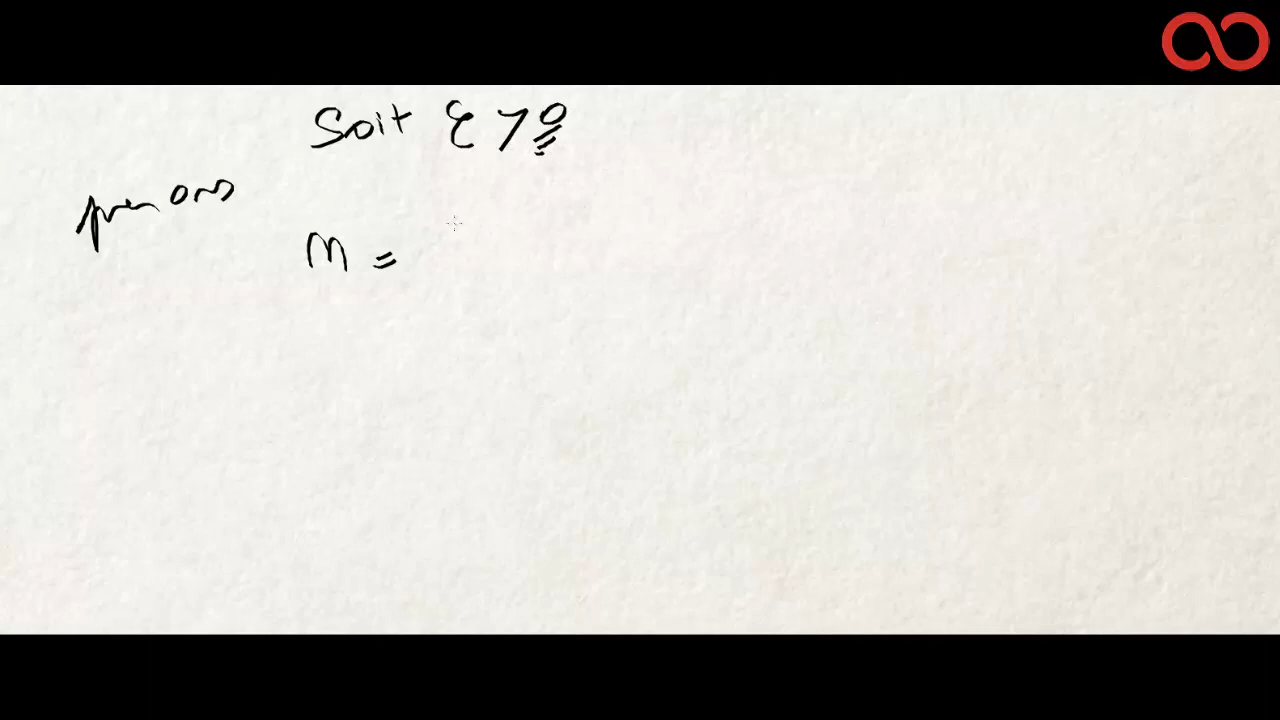 Soit ε > 0
prenons
M =